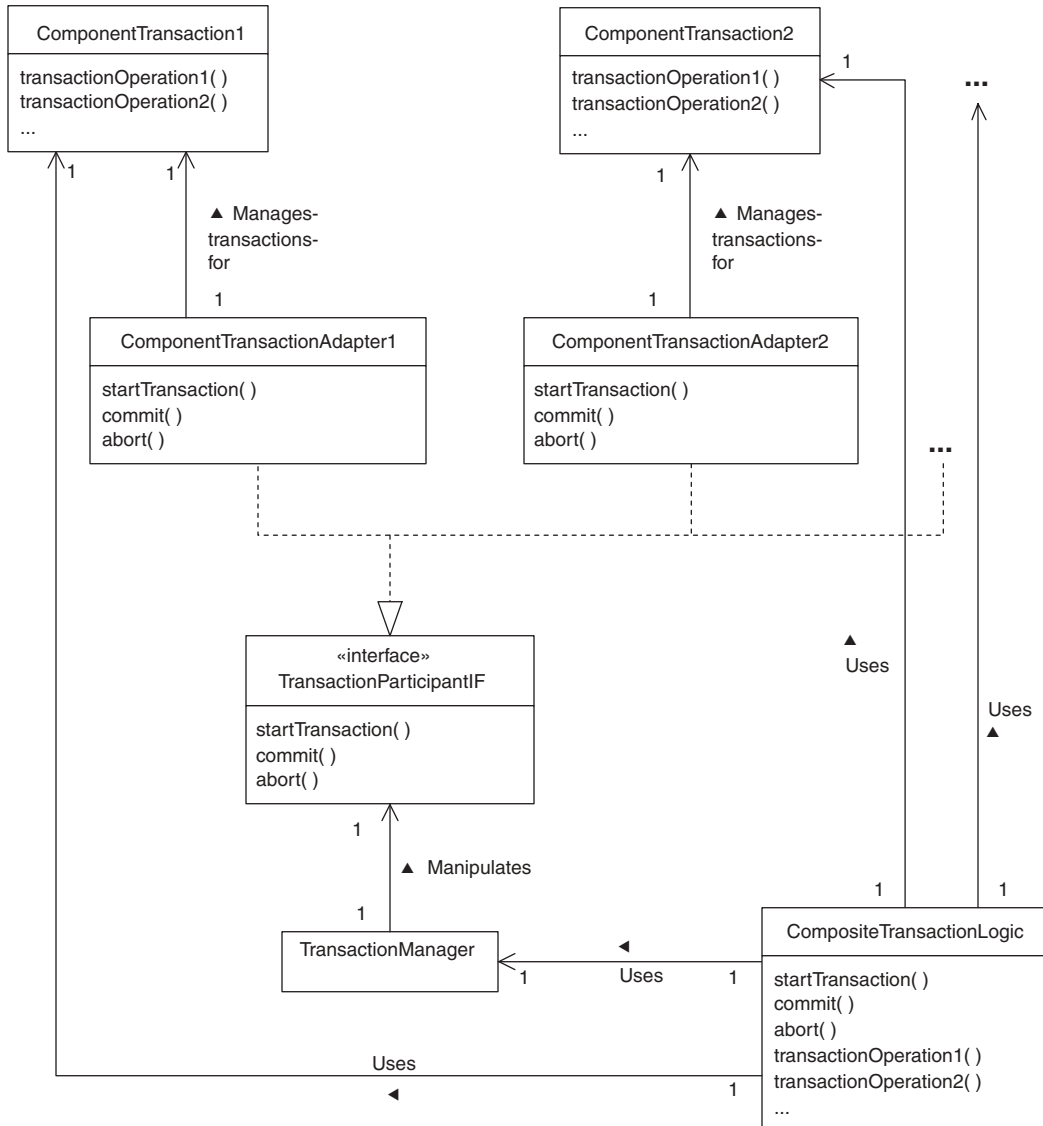 ComponentTransaction1
transactionOperation1( )
transactionOperation2( )
...
ComponentTransaction2
transactionOperation1( )
transactionOperation2( )
...
1
...
1
1
1
▲ Manages-
transactions-
for
1
▲ Manages-
transactions-
for
1
ComponentTransactionAdapter1
startTransaction( )
commit( )
abort( )
ComponentTransactionAdapter2
startTransaction( )
commit( )
abort( )
...
«interface»
TransactionParticipantIF
startTransaction( )
commit( )
abort( )
▲
Uses
Uses
▲
1
▲ Manipulates
1
TransactionManager
1
◄
Uses
1
1
1
CompositeTransactionLogic
startTransaction( )
commit( )
abort( )
transactionOperation1( )
transactionOperation2( )
...
Uses
◄
1